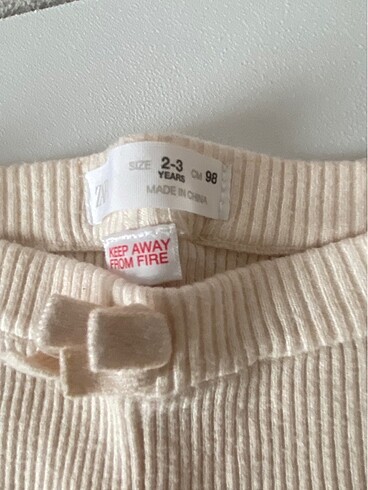 SIZE 2-3 YEARS CM 98
MADE IN CHINA
KEEP AWAY
FROM FIRE